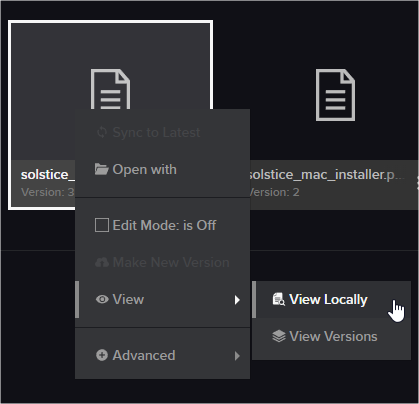 solstice_
Version: 3
solstice_mac_installer.p...
Version: 2
Sync to Latest
Open with
Edit Mode: is Off
Make New Version
View
View Locally
View Versions
Advanced